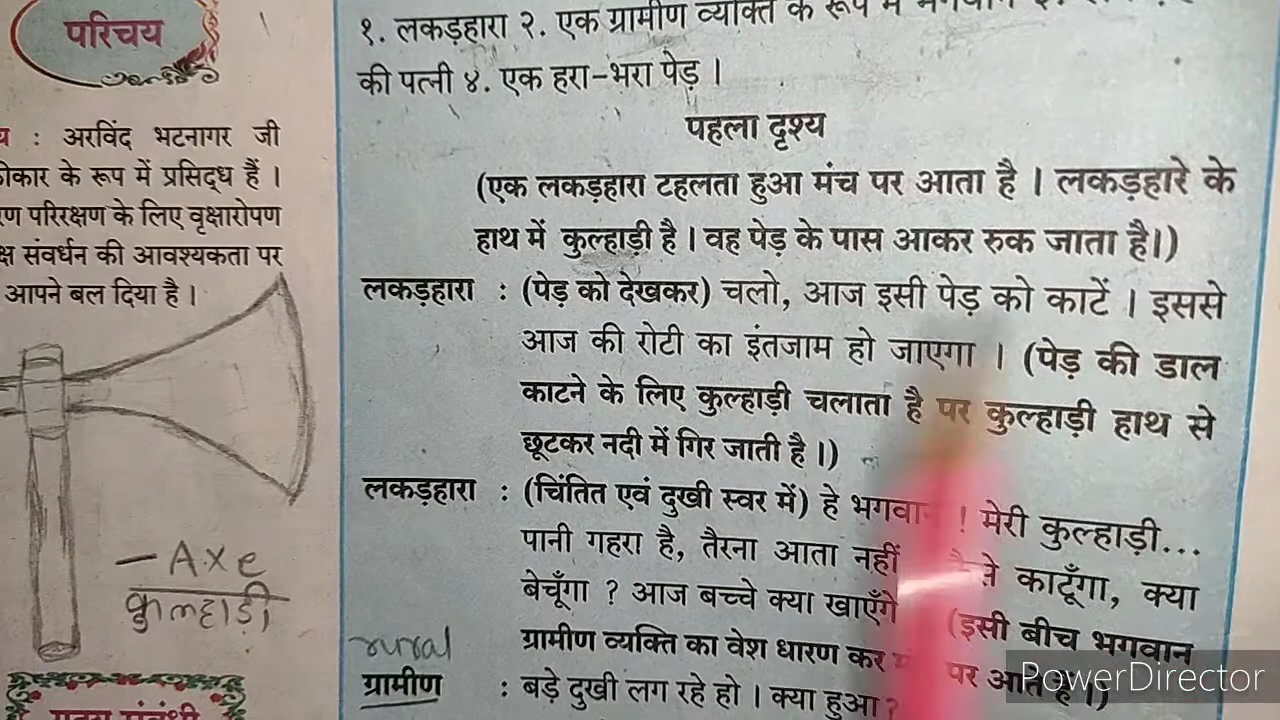 परिचय
: अरविंद भटनागर जी
के रूप में प्रसिद्ध हैं ।
परिरक्षण के लिए वृक्षारोपण
संवर्धन की आवश्यकता पर
आपने बल दिया है ।
– Axe
कुल्हाड़ी
१. लकड़हारा २. एक ग्रामीण व्यक्ति के रूप में
की पत्नी ४. एक हरा-भरा पेड़ ।
पहला दृश्य
(एक लकड़हारा टहलता हुआ मंच पर आता है । लकड़हारे के
हाथ में कुल्हाड़ी है । वह पेड़ के पास आकर रुक जाता है।)
लकड़हारा : (पेड़ को देखकर) चलो, आज इसी पेड़ को काटें । इससे
आज की रोटी का इंतजाम हो जाएगा । (पेड़ की डाल
काटने के लिए कुल्हाड़ी चलाता है पर कुल्हाड़ी हाथ से
छूटकर नदी में गिर जाती है ।)
लकड़हारा : (चिंतित एवं दुखी स्वर में) हे ! मेरी कुल्हाड़ी...
पानी गहरा है, तैरना आता नहीं काटूँगा, क्या
बेचूँगा ? आज बच्चे क्या खाएँगे (इसी बीच भगवान
ग्रामीण व्यक्ति का वेश धारण कर पर आते हैं ।)
rural
ग्रामीण : बड़े दुखी लग रहे हो । क्या हुआ ?
PowerDirector